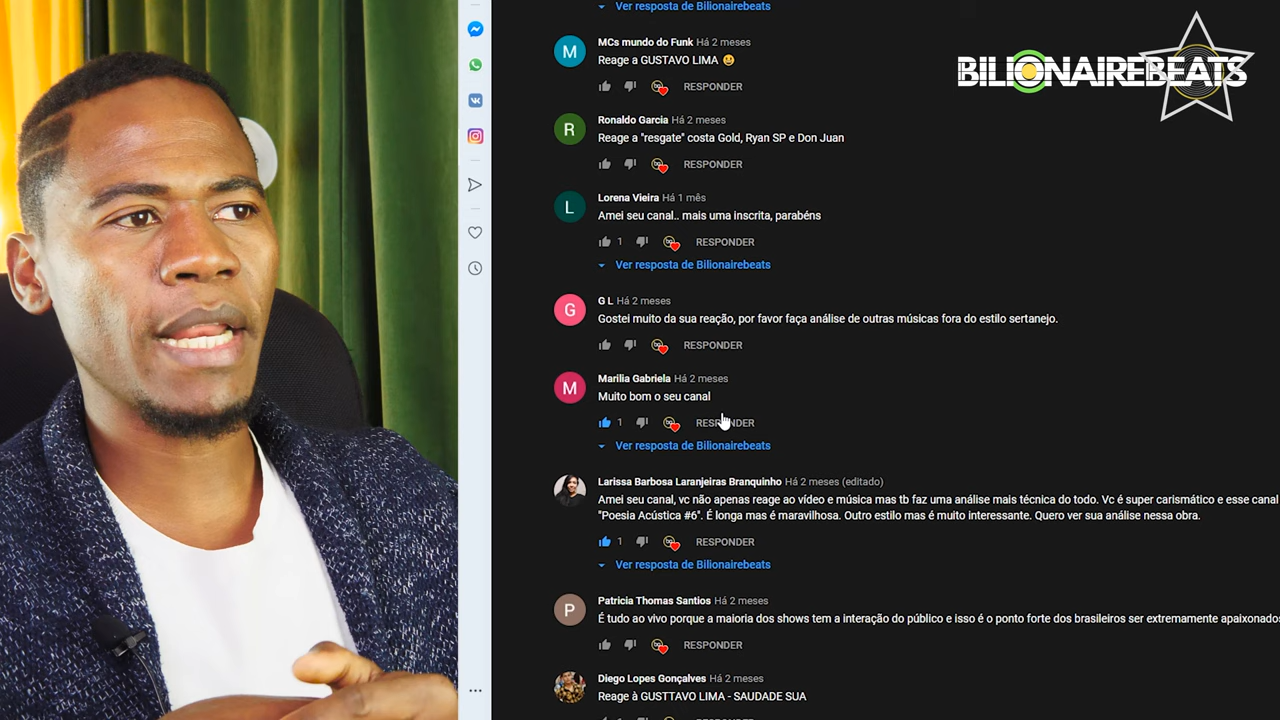 Ver resposta de Bilionairebeats
BILIONAIREBEATS
MCs mundo do Funk Há 2 meses
Reage a GUSTAVO LIMA 😃
RESPONDER
Ronaldo Garcia Há 2 meses
Reage a "resgate" costa Gold, Ryan SP e Don Juan
RESPONDER
Lorena Vieira Há 1 mês
Amei seu canal.. mais uma inscrita, parabéns
1 RESPONDER
Ver resposta de Bilionairebeats
G L Há 2 meses
Gostei muito da sua reação, por favor faça análise de outras músicas fora do estilo sertanejo.
RESPONDER
Marilia Gabriela Há 2 meses
Muito bom o seu canal
1 RESPONDER
Ver resposta de Bilionairebeats
Larissa Barbosa Laranjeiras Branquinho Há 2 meses (editado)
Amei seu canal, vc não apenas reage ao vídeo e música mas tb faz uma análise mais técnica do todo. Vc é super carismático e esse canal
"Poesia Acústica #6". É longa mas é maravilhosa. Outro estilo mas é muito interessante. Quero ver sua análise nessa obra.
1 RESPONDER
Ver resposta de Bilionairebeats
Patricia Thomas Santios Há 2 meses
É tudo ao vivo porque a maioria dos shows tem a interação do público e isso é o ponto forte dos brasileiros ser extremamente apaixonados
RESPONDER
Diego Lopes Gonçalves Há 2 meses
Reage à GUSTTAVO LIMA - SAUDADE SUA